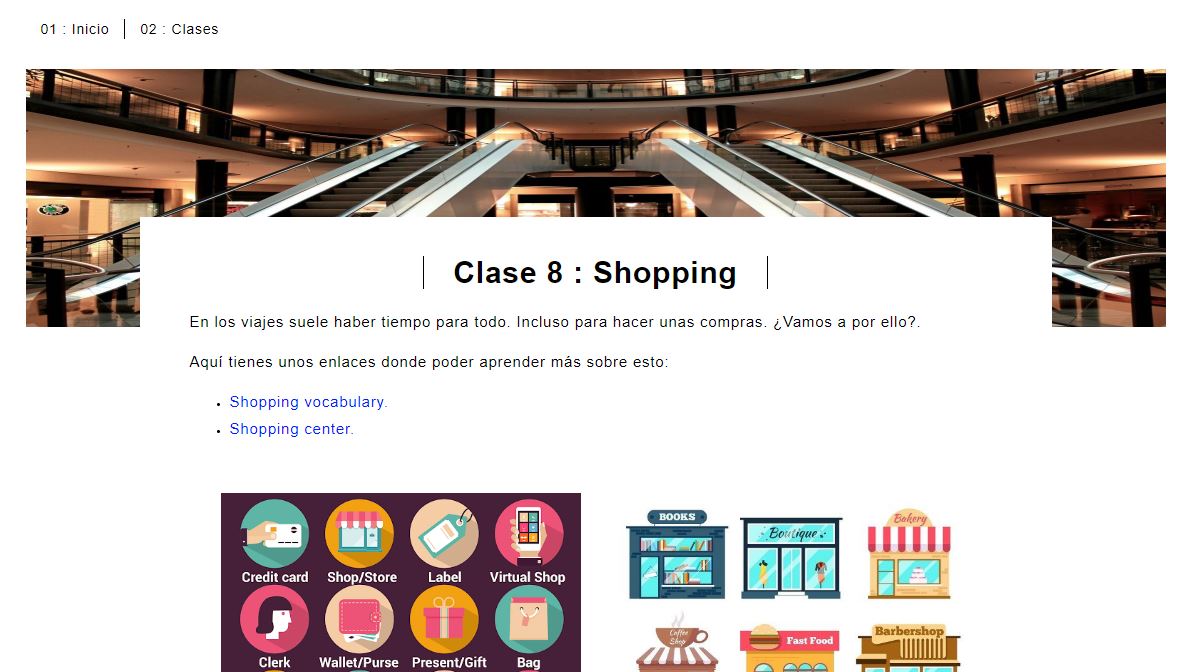 01 : Inicio
02 : Clases
Clase 8 : Shopping
En los viajes suele haber tiempo para todo. Incluso para hacer unas compras. ¿Vamos a por ello?.
Aquí tienes unos enlaces donde poder aprender más sobre esto:
Shopping vocabulary.
Shopping center.
Credit card Shop/Store Label Virtual Shop
Clerk Wallet/Purse Present/Gift Bag
BOOKS Boutique Bakery
Coffee Shop
Fast Food
Barbershop